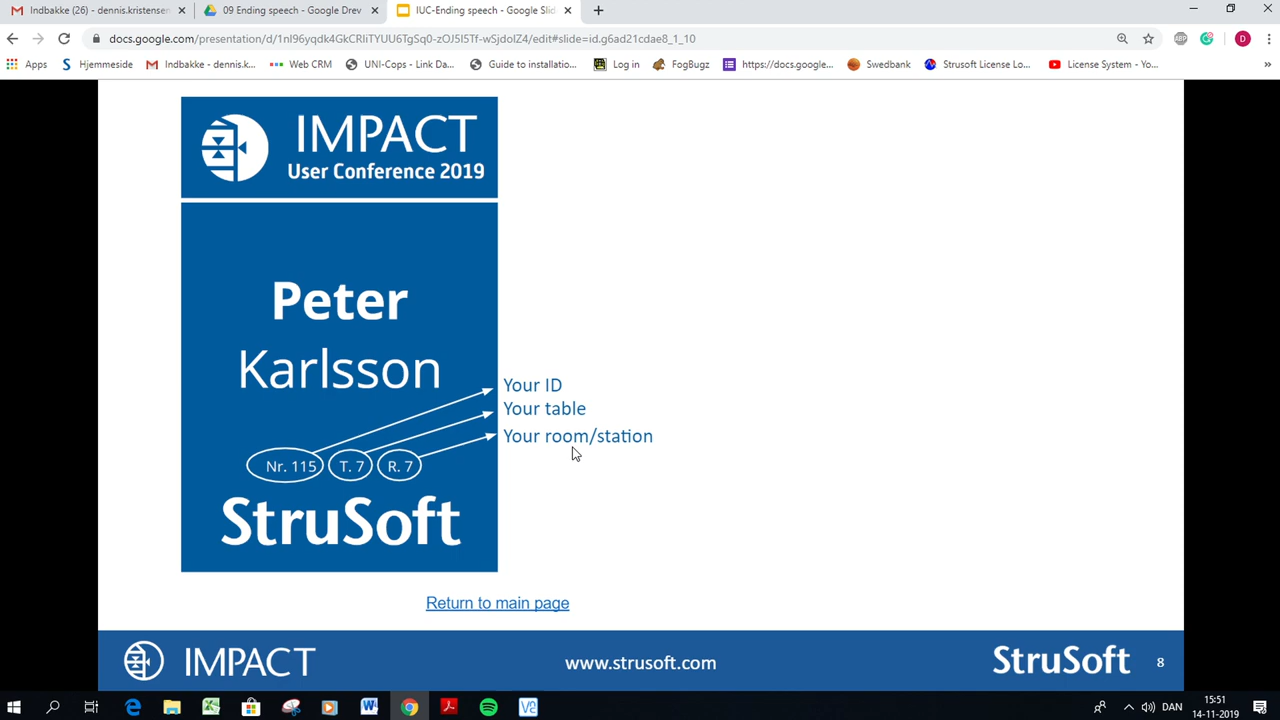 Indbakke (26) - dennis.kristensen
09 Ending speech - Google Drev
IUC-Ending speech - Google Slid
docs.google.com/presentation/d/1nI96yqdk4GkCRIiTYUU6TgSq0-zOJ5I5Tf-wSjdolZ4/edit#slide=id.g6ad21cdae8_1_10
ABP
D
Apps
Hjemmeside
Indbakke - dennis.k...
Web CRM
UNI-Cops - Link Da...
Guide to installatio...
Log in
FogBugz
https://docs.google...
Swedbank
Strusoft License Lo...
License System - Yo...
»
IMPACT
User Conference 2019
Peter
Karlsson
Your ID
Your table
Your room/station
Nr. 115 T. 7 R. 7
StruSoft
Return to main page
IMPACT
www.strusoft.com
StruSoft
8
DAN
15:51
14-11-2019